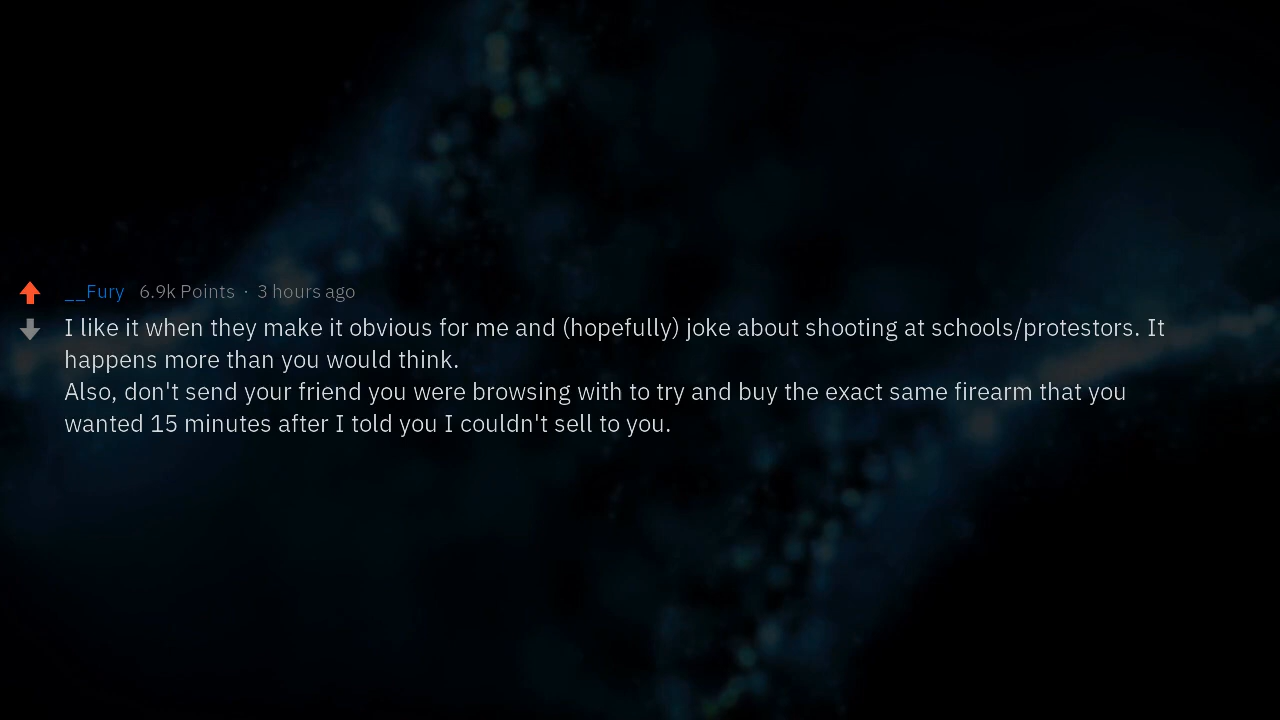 __Fury 6.9k Points · 3 hours ago
I like it when they make it obvious for me and (hopefully) joke about shooting at schools/protestors. It
happens more than you would think.
Also, don't send your friend you were browsing with to try and buy the exact same firearm that you
wanted 15 minutes after I told you I couldn't sell to you.